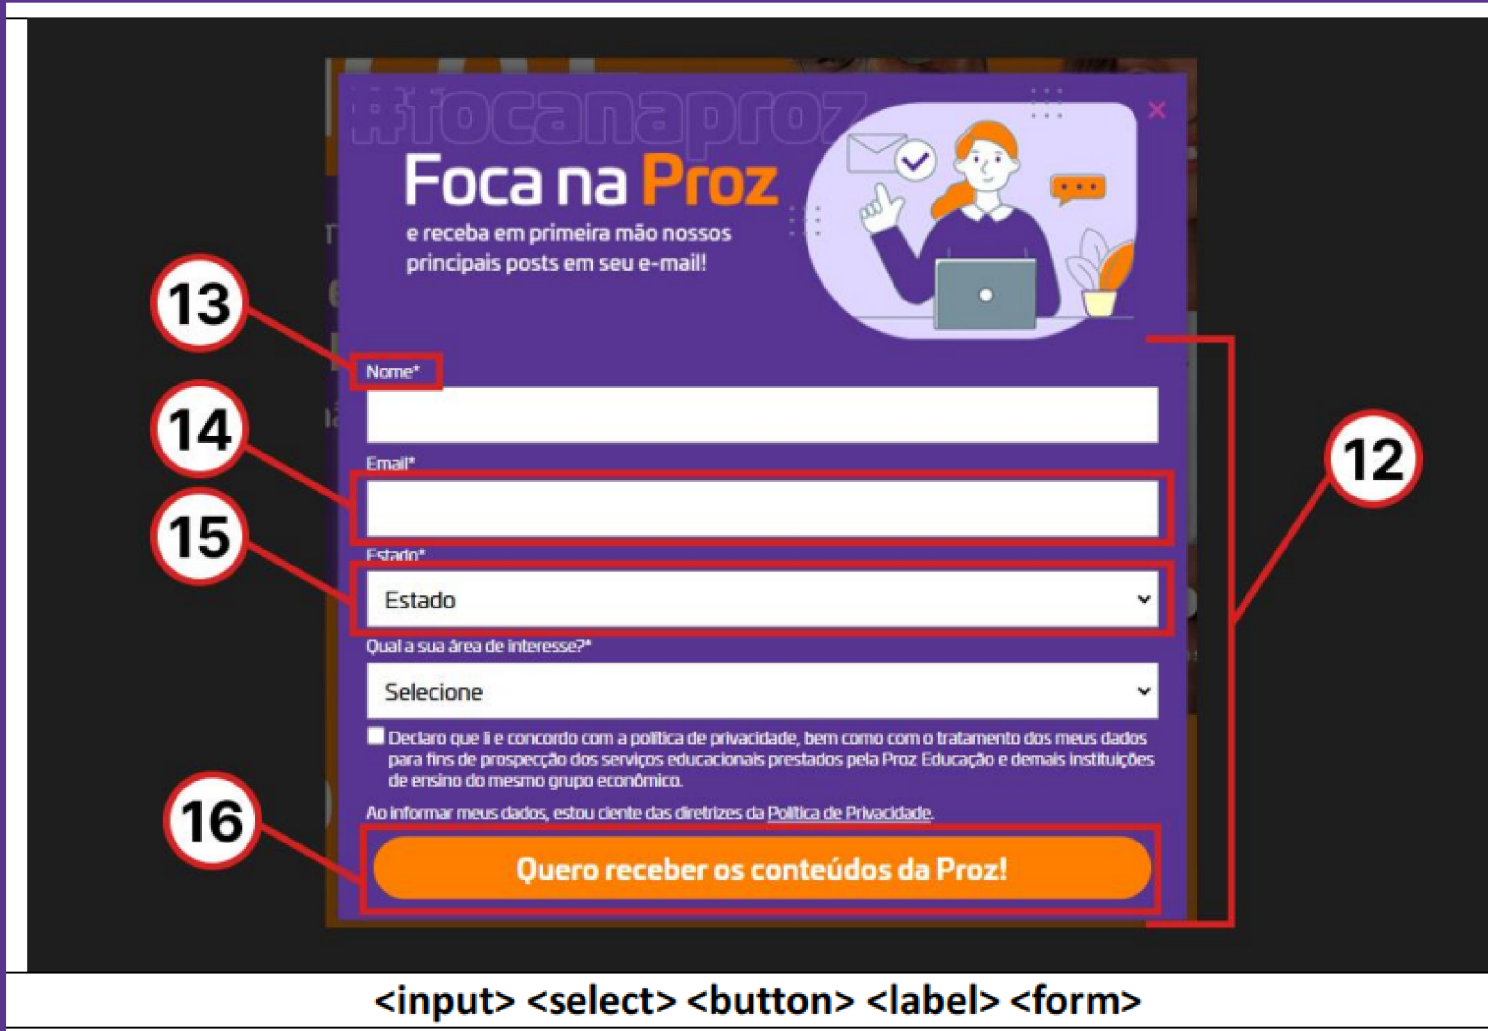 #focanaproz
Foca na Proz
e receba em primeira mão nossos
principais posts em seu e-mail!
13
Nome*
14
Email*
12
15
Estado*
Estado
Qual a sua área de interesse?*
Selecione
Declaro que li e concordo com a política de privacidade, bem como com o tratamento dos meus dados
para fins de prospecção dos serviços educacionais prestados pela Proz Educação e demais instituições
de ensino do mesmo grupo econômico.
16
Ao informar meus dados, estou ciente das diretrizes da Política de Privacidade.
Quero receber os conteúdos da Proz!
<input> <select> <button> <label> <form>